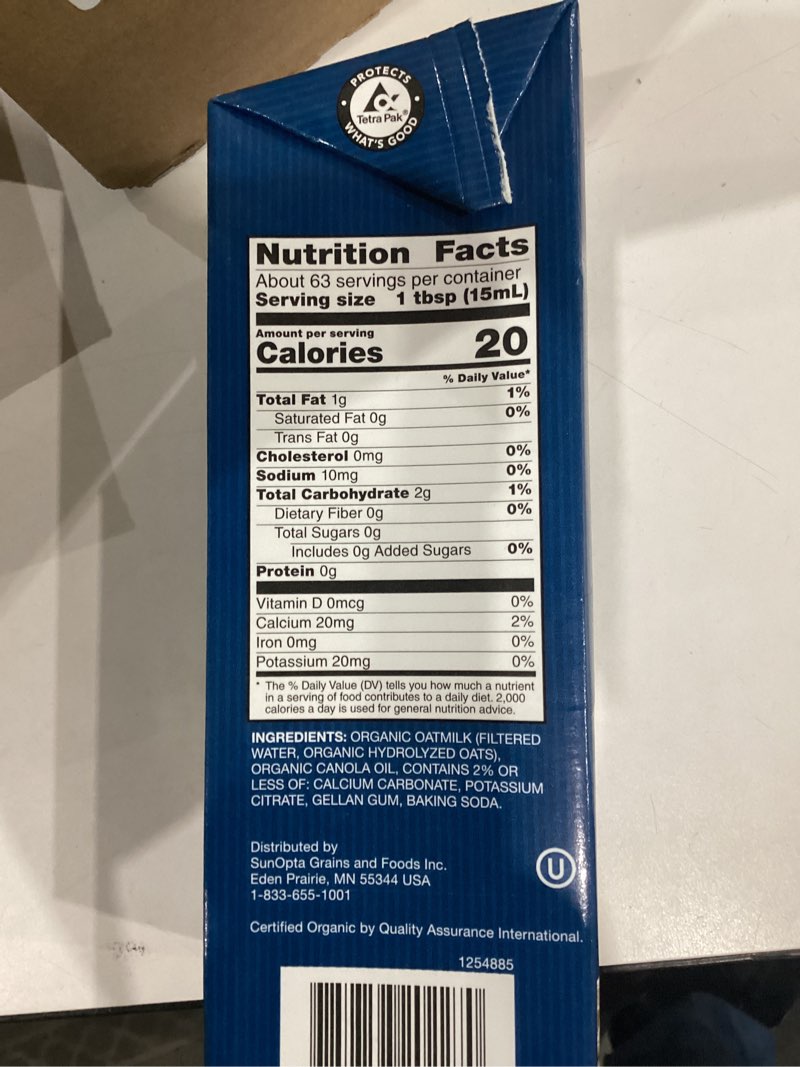 PROTECTS
Tetra Pak®
WHAT'S GOOD
Nutrition Facts
About 63 servings per container
Serving size 1 tbsp (15mL)
Amount per serving
Calories 20
% Daily Value*
Total Fat 1g 1%
Saturated Fat 0g 0%
Trans Fat 0g
Cholesterol 0mg 0%
Sodium 10mg 0%
Total Carbohydrate 2g 1%
Dietary Fiber 0g 0%
Total Sugars 0g
Includes 0g Added Sugars 0%
Protein 0g
Vitamin D 0mcg 0%
Calcium 20mg 2%
Iron 0mg 0%
Potassium 20mg 0%
* The % Daily Value (DV) tells you how much a nutrient
in a serving of food contributes to a daily diet. 2,000
calories a day is used for general nutrition advice.
INGREDIENTS: ORGANIC OATMILK (FILTERED
WATER, ORGANIC HYDROLYZED OATS),
ORGANIC CANOLA OIL, CONTAINS 2% OR
LESS OF: CALCIUM CARBONATE, POTASSIUM
CITRATE, GELLAN GUM, BAKING SODA.
Distributed by
SunOpta Grains and Foods Inc.
Eden Prairie, MN 55344 USA
1-833-655-1001
U
Certified Organic by Quality Assurance International.
1254885